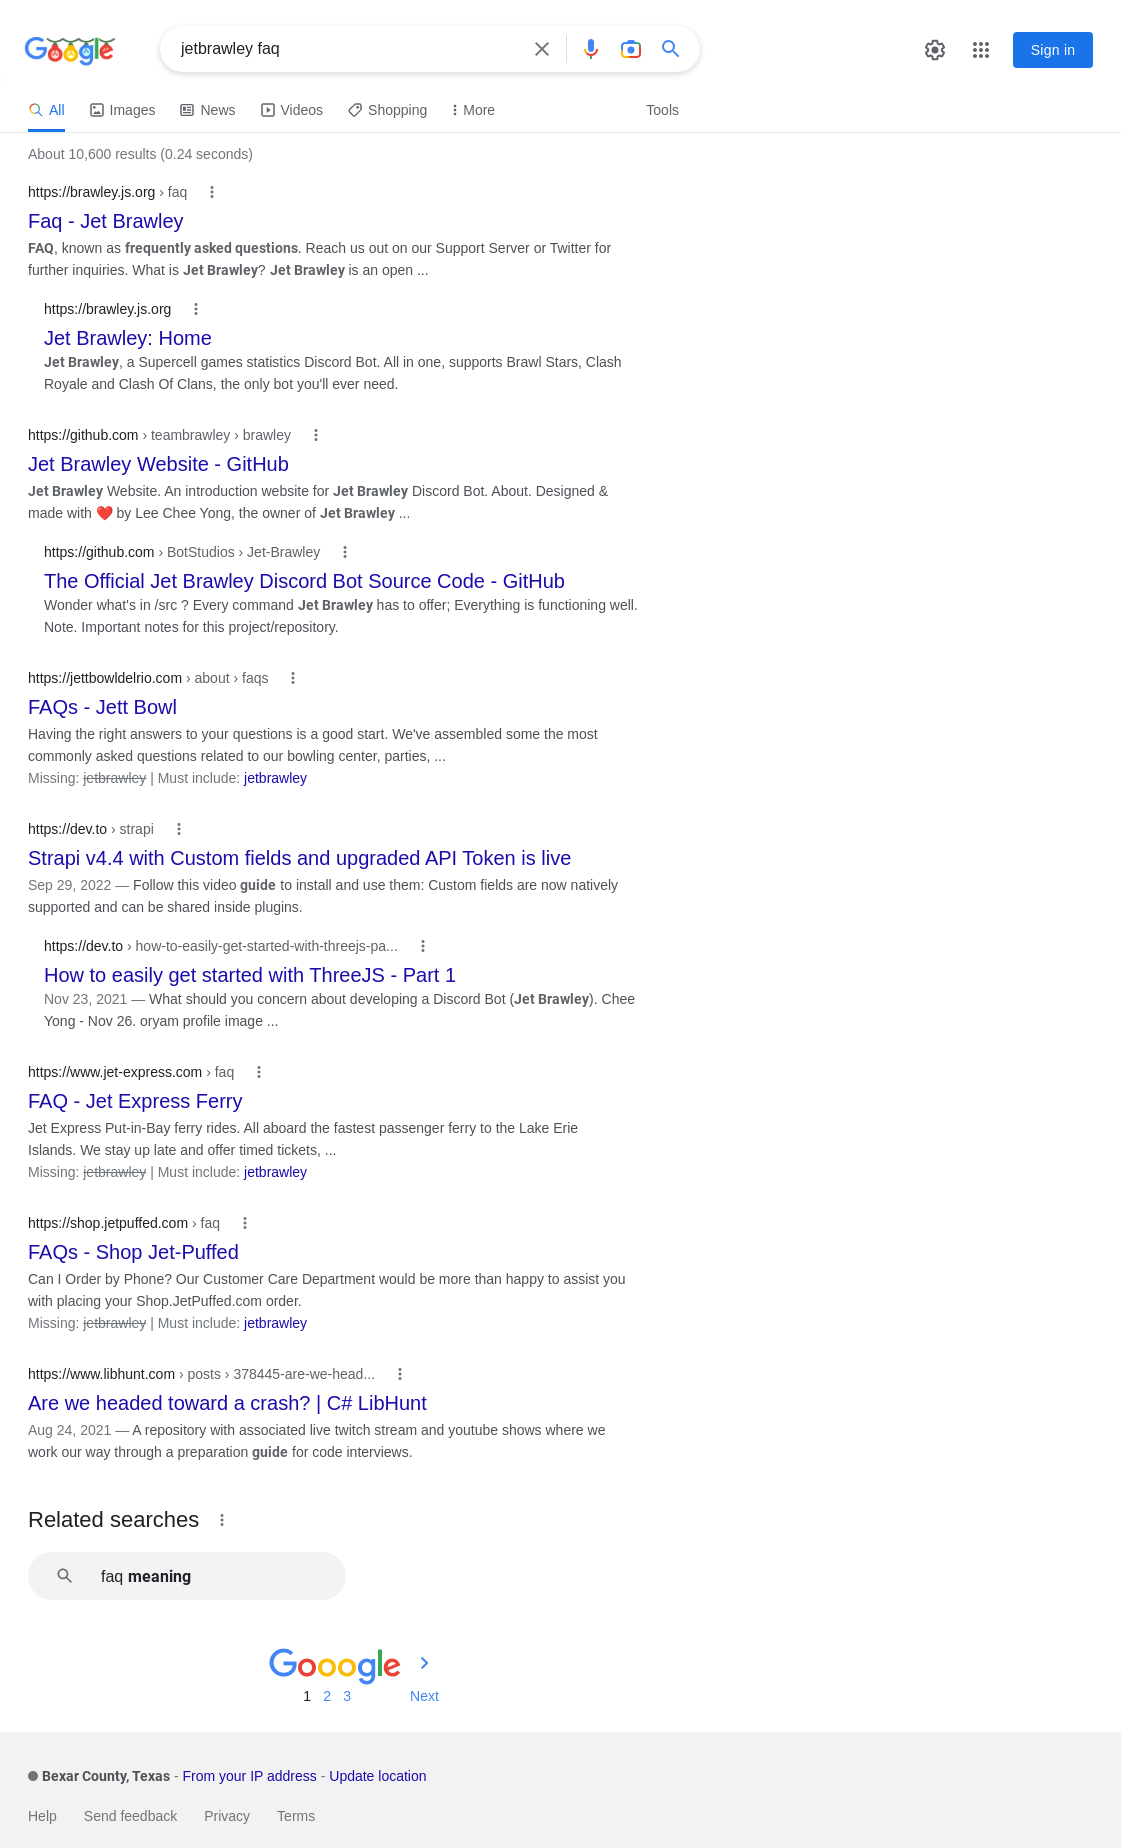 Google
jetbrawley faq
Sign in
All Images News Videos Shopping More Tools
About 10,600 results (0.24 seconds)
https://brawley.js.org › faq
Faq - Jet Brawley
FAQ, known as frequently asked questions. Reach us out on our Support Server or Twitter for
further inquiries. What is Jet Brawley? Jet Brawley is an open ...
https://brawley.js.org
Jet Brawley: Home
Jet Brawley, a Supercell games statistics Discord Bot. All in one, supports Brawl Stars, Clash
Royale and Clash Of Clans, the only bot you'll ever need.
https://github.com › teambrawley › brawley
Jet Brawley Website - GitHub
Jet Brawley Website. An introduction website for Jet Brawley Discord Bot. About. Designed &
made with ❤️ by Lee Chee Yong, the owner of Jet Brawley ...
https://github.com › BotStudios › Jet-Brawley
The Official Jet Brawley Discord Bot Source Code - GitHub
Wonder what's in /src ? Every command Jet Brawley has to offer; Everything is functioning well.
Note. Important notes for this project/repository.
https://jettbowldelrio.com › about › faqs
FAQs - Jett Bowl
Having the right answers to your questions is a good start. We've assembled some the most
commonly asked questions related to our bowling center, parties, ...
Missing: jetbrawley | Must include: jetbrawley
https://dev.to › strapi
Strapi v4.4 with Custom fields and upgraded API Token is live
Sep 29, 2022 — Follow this video guide to install and use them: Custom fields are now natively
supported and can be shared inside plugins.
https://dev.to › how-to-easily-get-started-with-threejs-pa...
How to easily get started with ThreeJS - Part 1
Nov 23, 2021 — What should you concern about developing a Discord Bot (Jet Brawley). Chee
Yong - Nov 26. oryam profile image ...
https://www.jet-express.com › faq
FAQ - Jet Express Ferry
Jet Express Put-in-Bay ferry rides. All aboard the fastest passenger ferry to the Lake Erie
Islands. We stay up late and offer timed tickets, ...
Missing: jetbrawley | Must include: jetbrawley
https://shop.jetpuffed.com › faq
FAQs - Shop Jet-Puffed
Can I Order by Phone? Our Customer Care Department would be more than happy to assist you
with placing your Shop.JetPuffed.com order.
Missing: jetbrawley | Must include: jetbrawley
https://www.libhunt.com › posts › 378445-are-we-head...
Are we headed toward a crash? | C# LibHunt
Aug 24, 2021 — A repository with associated live twitch stream and youtube shows where we
work our way through a preparation guide for code interviews.
Related searches
faq meaning
Gooogle
1 2 3 Next
Bexar County, Texas - From your IP address - Update location
Help Send feedback Privacy Terms